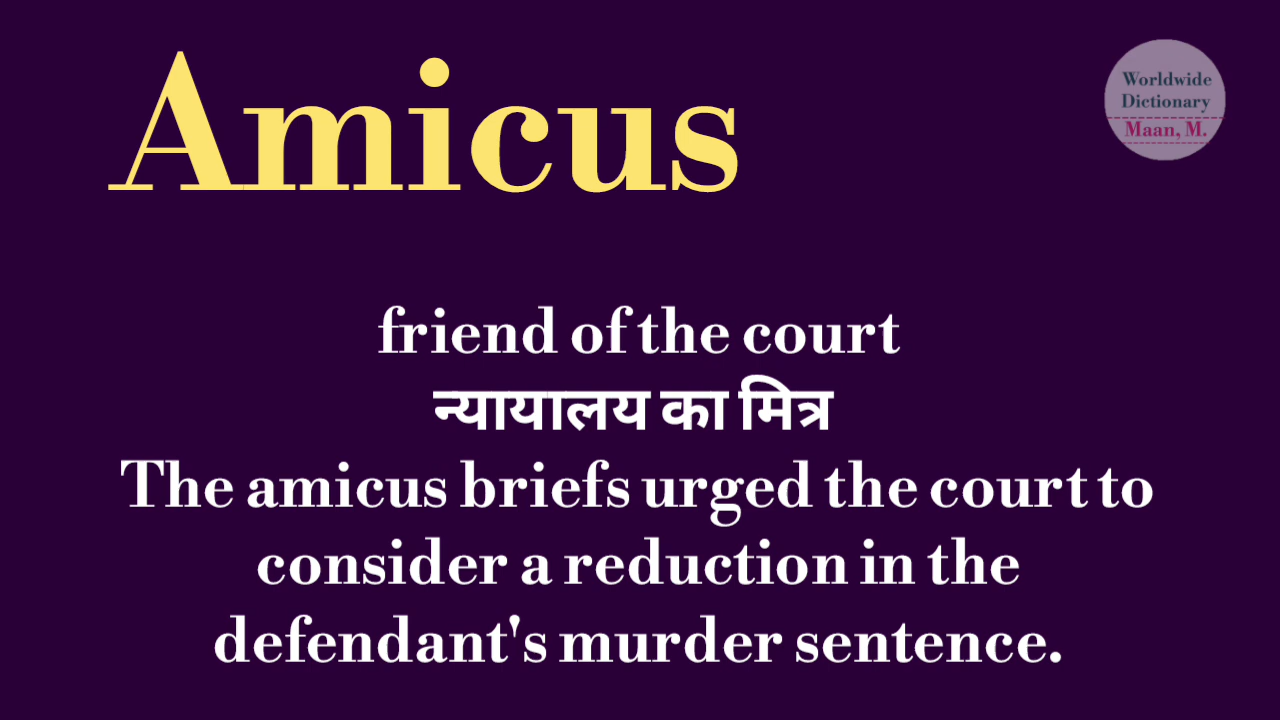 Amicus
Worldwide
Dictionary
Maan, M.
friend of the court
न्यायालय का मित्र
The amicus briefs urged the court to
consider a reduction in the
defendant's murder sentence.